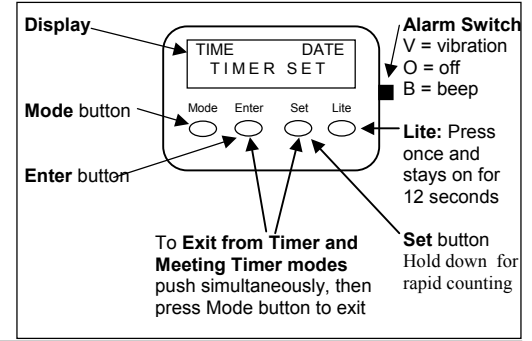 Display
TIME DATE
TIMER SET
Mode Enter Set Lite
Mode button
Enter button
Alarm Switch
V = vibration
O = off
B = beep
Lite: Press
once and
stays on for
12 seconds
To Exit from Timer and
Meeting Timer modes
push simultaneously, then
press Mode button to exit
Set button
Hold down for
rapid counting